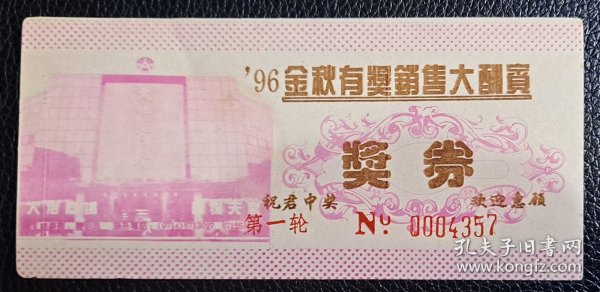 '96金秋有奬銷售大酬賓
奬券
祝君中奖 欢迎惠顾
第一轮 Nº 0004357
孔夫子旧书网
www.kongfz.com